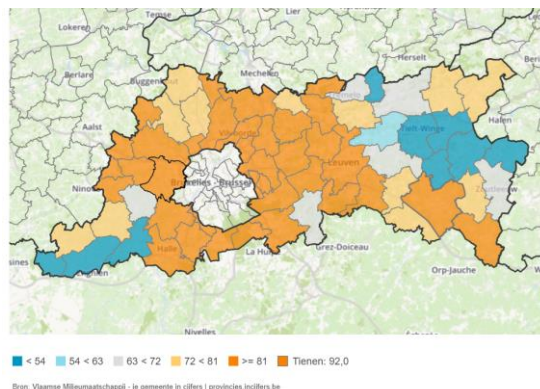 Temse
Lier
Lokeren
Herselt
Berlare
Mechelen
Buggenhout
Halen
Aalst
Vilvoorde
Tielt-Winge
Leuven
Bruxelles - Brussel
Zoutleeuw
Halle
Enghien
La Hulpe
Grez-Doiceau
Orp-Jauche
Nivelles
< 54
54 < 63
63 < 72
72 < 81
>= 81
Tienen: 92,0
Bron: Vlaamse Milieumaatschappij - je gemeente in cijfers | provincies.incijfers.be